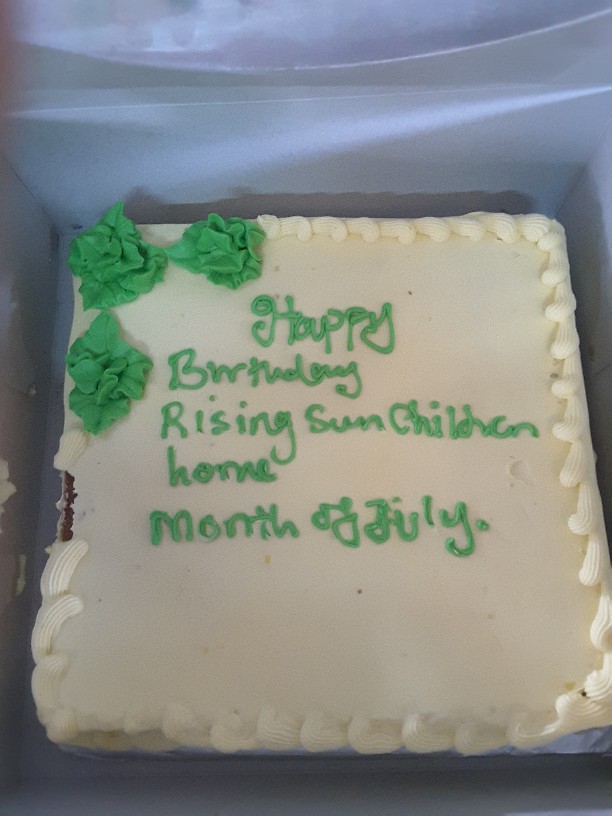 Happy
Birthday
Rising Sun Children
home
Month of July.